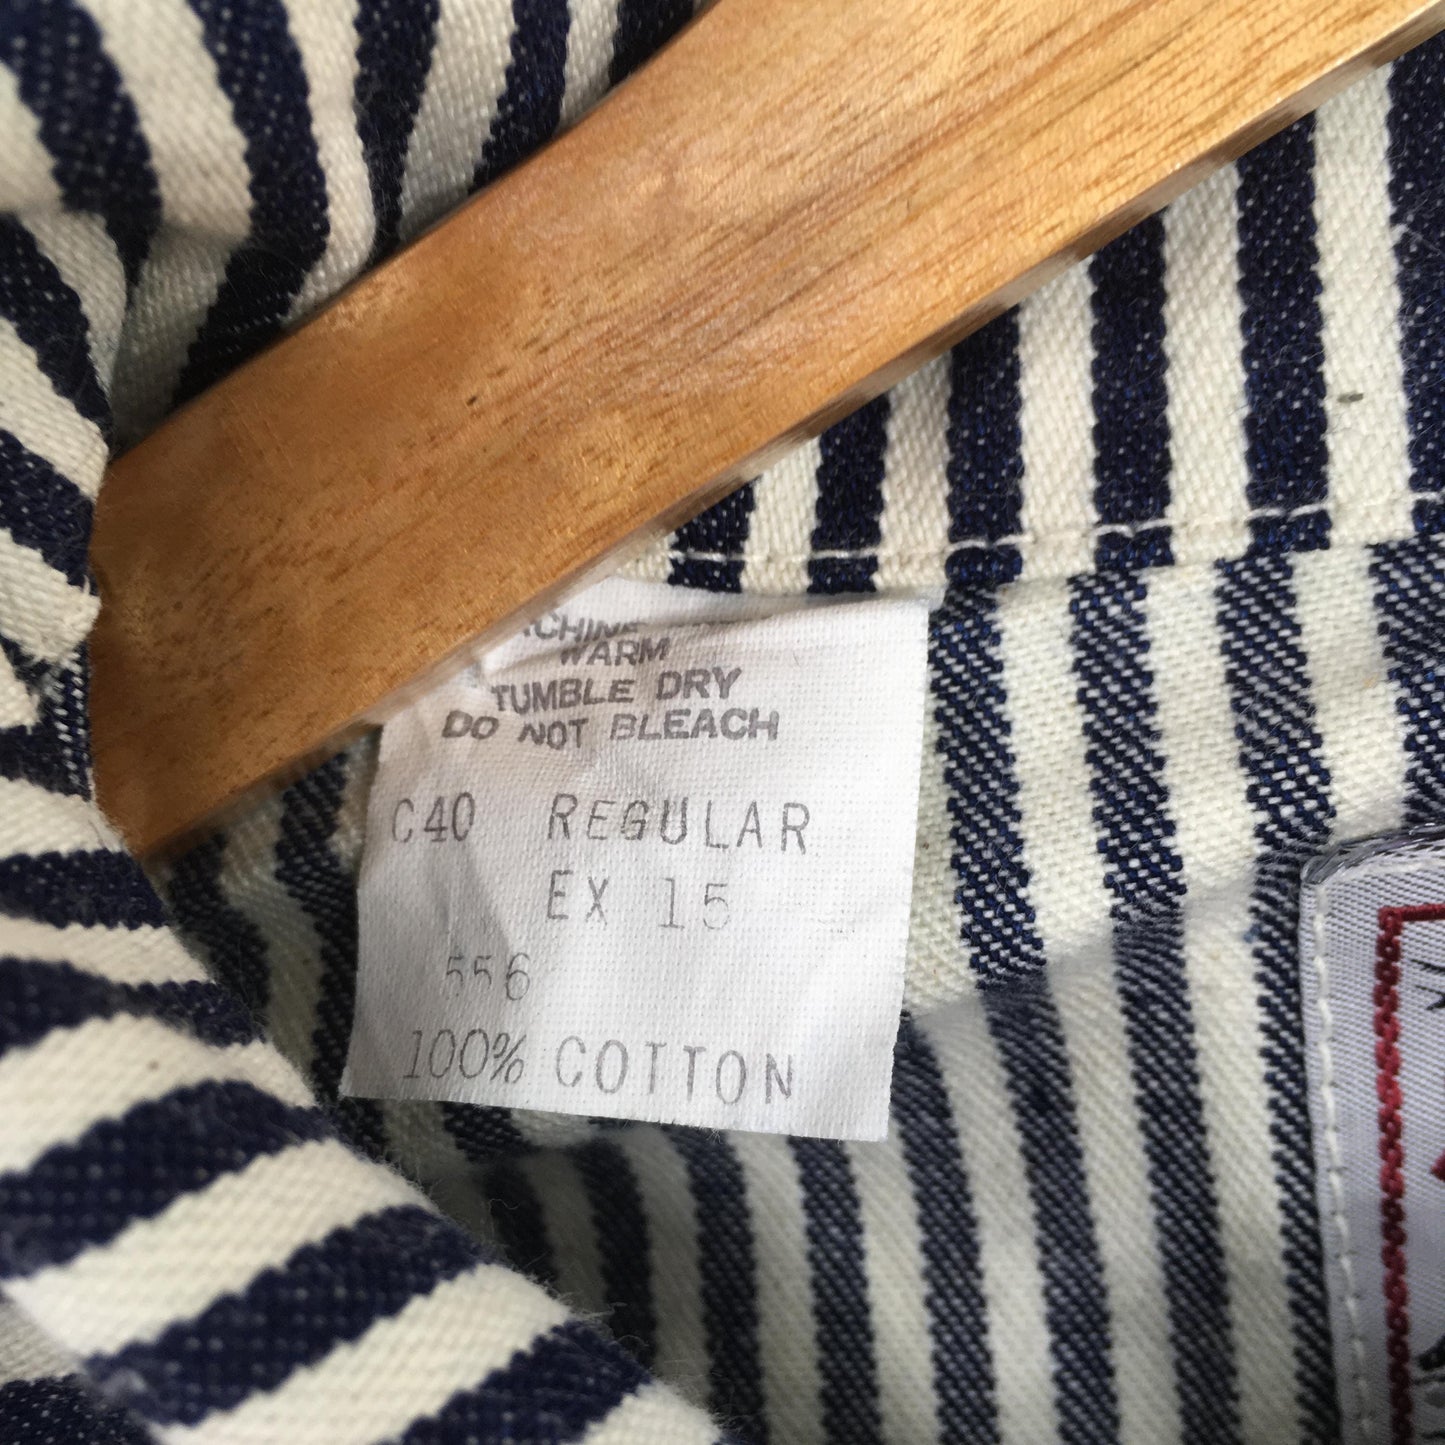 WARM
TUMBLE DRY
DO NOT BLEACH
C40 REGULAR
EX 15
556
100% COTTON